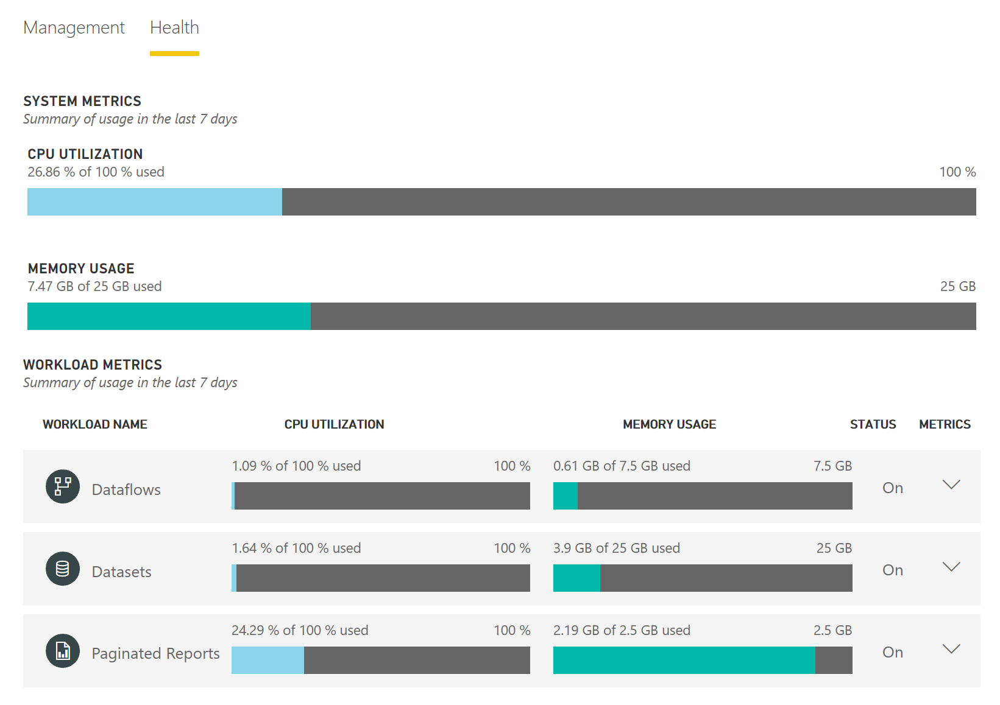 Management Health
SYSTEM METRICS
Summary of usage in the last 7 days
CPU UTILIZATION
26.86 % of 100 % used 100 %
MEMORY USAGE
7.47 GB of 25 GB used 25 GB
WORKLOAD METRICS
Summary of usage in the last 7 days
WORKLOAD NAME CPU UTILIZATION MEMORY USAGE STATUS METRICS
1.09 % of 100 % used 100 % 0.61 GB of 7.5 GB used 7.5 GB
Dataflows On
1.64 % of 100 % used 100 % 3.9 GB of 25 GB used 25 GB
Datasets On
24.29 % of 100 % used 100 % 2.19 GB of 2.5 GB used 2.5 GB
Paginated Reports On